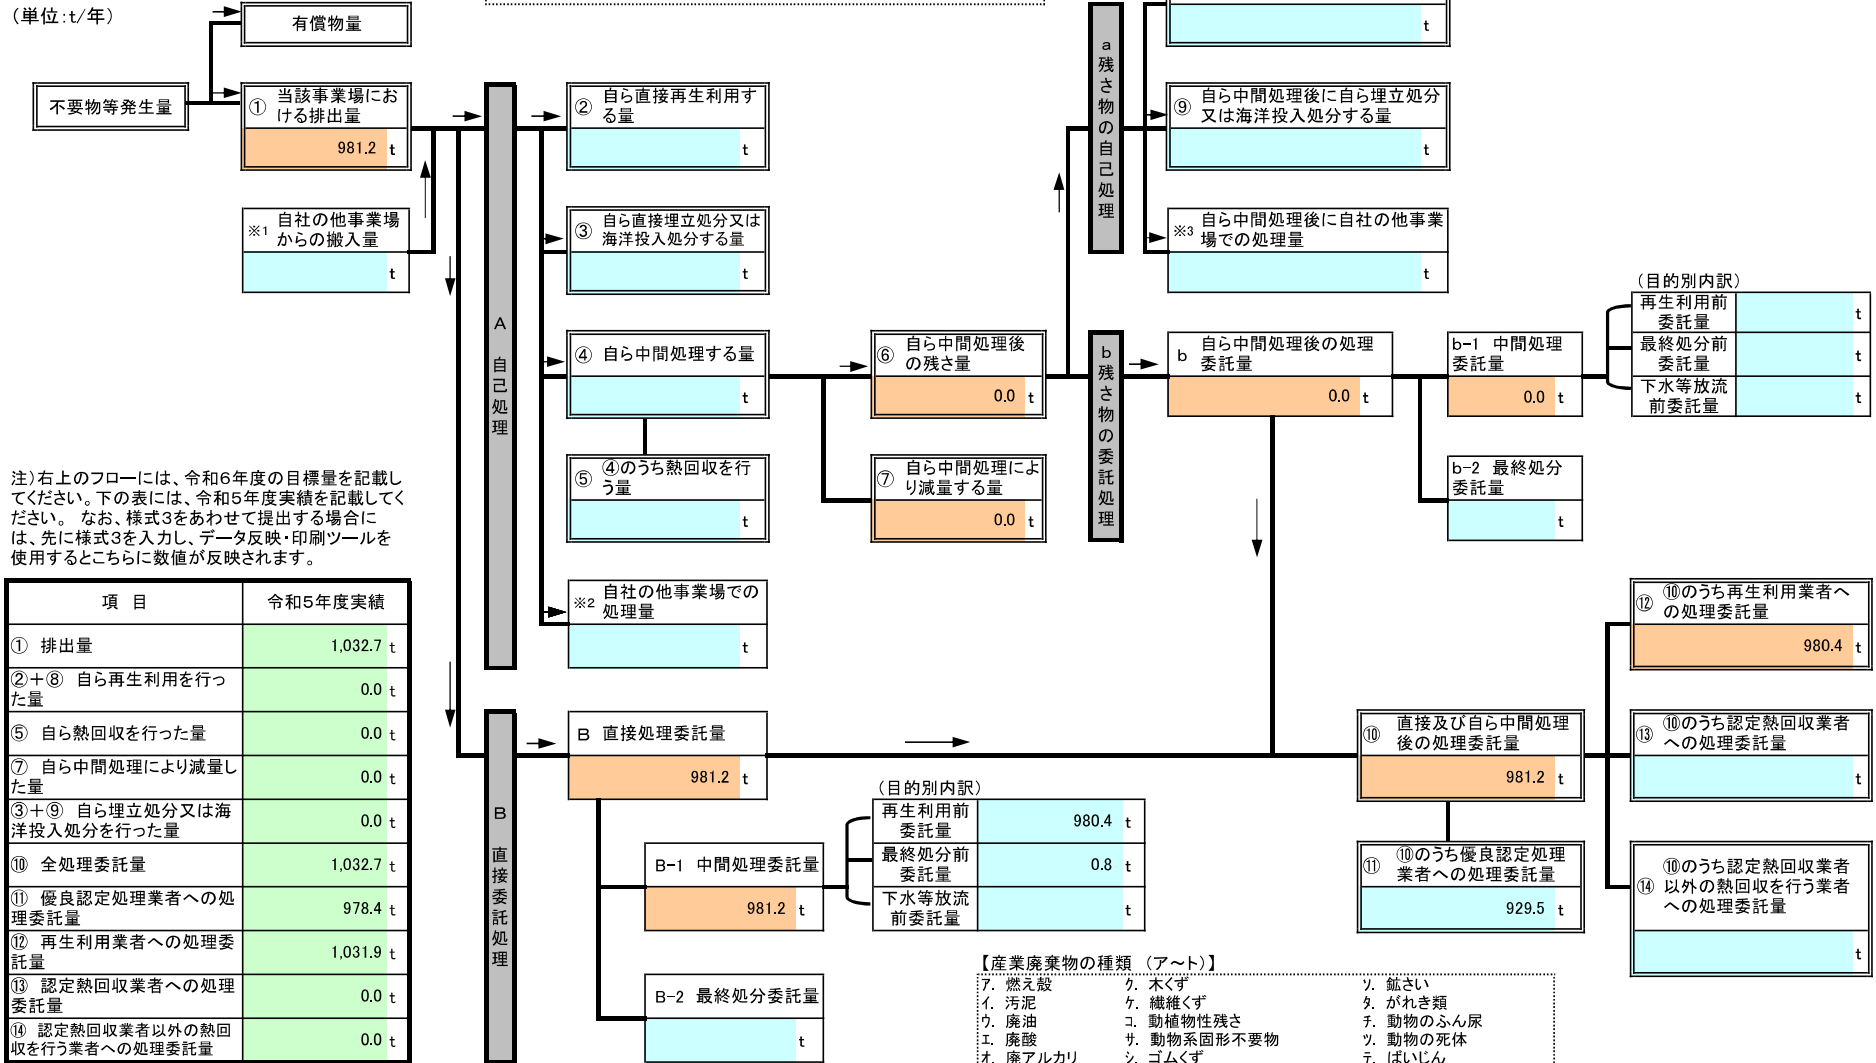 (単位:t/年)
有償物量
不要物等発生量
① 当該事業場にお
ける排出量
981.2 t
※1 自社の他事業場
からの搬入量
t
A 自己処理
② 自ら直接再生利用す
る量
t
③ 自ら直接埋立処分又は
海洋投入処分する量
t
④ 自ら中間処理する量
t
⑤ ④のうち熱回収を行
う量
t
※2 自社の他事業場での
処理量
t
⑥ 自ら中間処理後
の残さ量
0.0 t
⑦ 自ら中間処理によ
り減量する量
0.0 t
a残さ物の自己処理
t
⑨ 自ら中間処理後に自ら埋立処分
又は海洋投入処分する量
t
※3 自ら中間処理後に自社の他事業
場での処理量
t
b残さ物の委託処理
b 自ら中間処理後の処理
委託量
0.0 t
b-1 中間処理
委託量
0.0 t
b-2 最終処分
委託量
t
(目的別内訳)
再生利用前
委託量
t
最終処分前
委託量
t
下水等放流
前委託量
t
注)右上のフローには、令和6年度の目標量を記載し
てください。下の表には、令和5年度実績を記載してく
ださい。 なお、様式3をあわせて提出する場合に
は、先に様式3を入力し、データ反映・印刷ツールを
使用するとこちらに数値が反映されます。
項 目 令和5年度実績
① 排出量 1,032.7 t
②+⑧ 自ら再生利用を行っ
た量 0.0 t
⑤ 自ら熱回収を行った量 0.0 t
⑦ 自ら中間処理により減量し
た量 0.0 t
③+⑨ 自ら埋立処分又は海
洋投入処分を行った量 0.0 t
⑩ 全処理委託量 1,032.7 t
⑪ 優良認定処理業者への処
理委託量 978.4 t
⑫ 再生利用業者への処理委
託量 1,031.9 t
⑬ 認定熱回収業者への処理
委託量 0.0 t
⑭ 認定熱回収業者以外の熱回
収を行う業者への処理委託量 0.0 t
B 直接委託処理
B 直接処理委託量
981.2 t
B-1 中間処理委託量
981.2 t
B-2 最終処分委託量
t
(目的別内訳)
再生利用前
委託量
980.4 t
最終処分前
委託量
0.8 t
下水等放流
前委託量
t
⑩ 直接及び自ら中間処理
後の処理委託量
981.2 t
⑪ ⑩のうち優良認定処理
業者への処理委託量
929.5 t
⑫ ⑩のうち再生利用業者へ
の処理委託量
980.4 t
⑬ ⑩のうち認定熱回収業者
への処理委託量
t
⑭ ⑩のうち認定熱回収業者
以外の熱回収を行う業者
への処理委託量
t
【産業廃棄物の種類 (ア~ト)】
ア. 燃え殻 ク. 木くず ソ. 鉱さい
イ. 汚泥 ケ. 繊維くず タ. がれき類
ウ. 廃油 コ. 動植物性残さ チ. 動物のふん尿
エ. 廃酸 サ. 動物系固形不要物 ツ. 動物の死体
オ. 廃アルカリ シ. ゴムくず テ. ばいじん